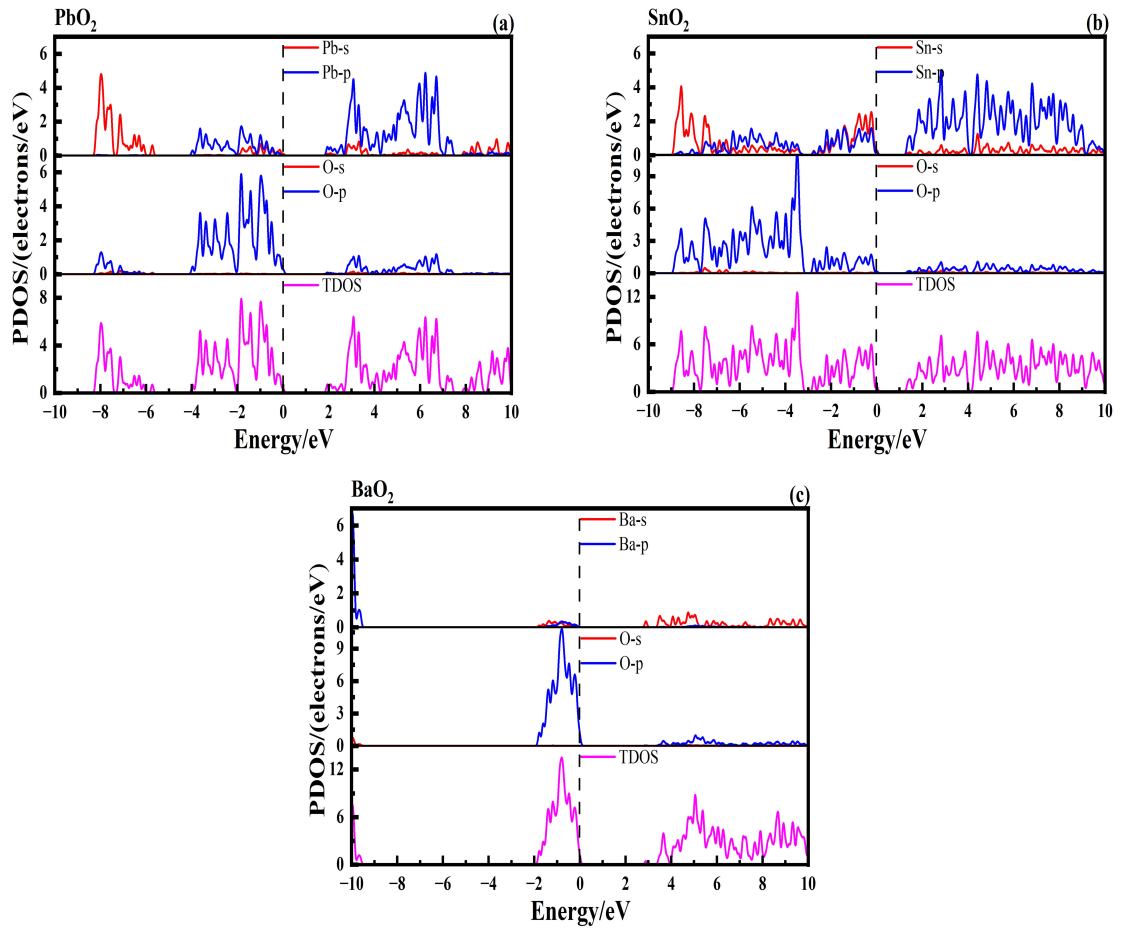 PbO2
(a)
Pb-s
Pb-p
6
4
2
0
O-s
O-p
6
4
2
0
TDOS
8
4
0
PDOS/(electrons/eV)
−10 −8 −6 −4 −2 0 2 4 6 8 10
Energy/eV
SnO2
(b)
Sn-s
Sn-p
6
4
2
0
O-s
O-p
9
6
3
0
TDOS
12
6
0
PDOS/(electrons/eV)
−10 −8 −6 −4 −2 0 2 4 6 8 10
Energy/eV
BaO2
(c)
Ba-s
Ba-p
6
4
2
0
O-s
O-p
9
6
3
0
TDOS
12
6
0
PDOS/(electrons/eV)
−10 −8 −6 −4 −2 0 2 4 6 8 10
Energy/eV